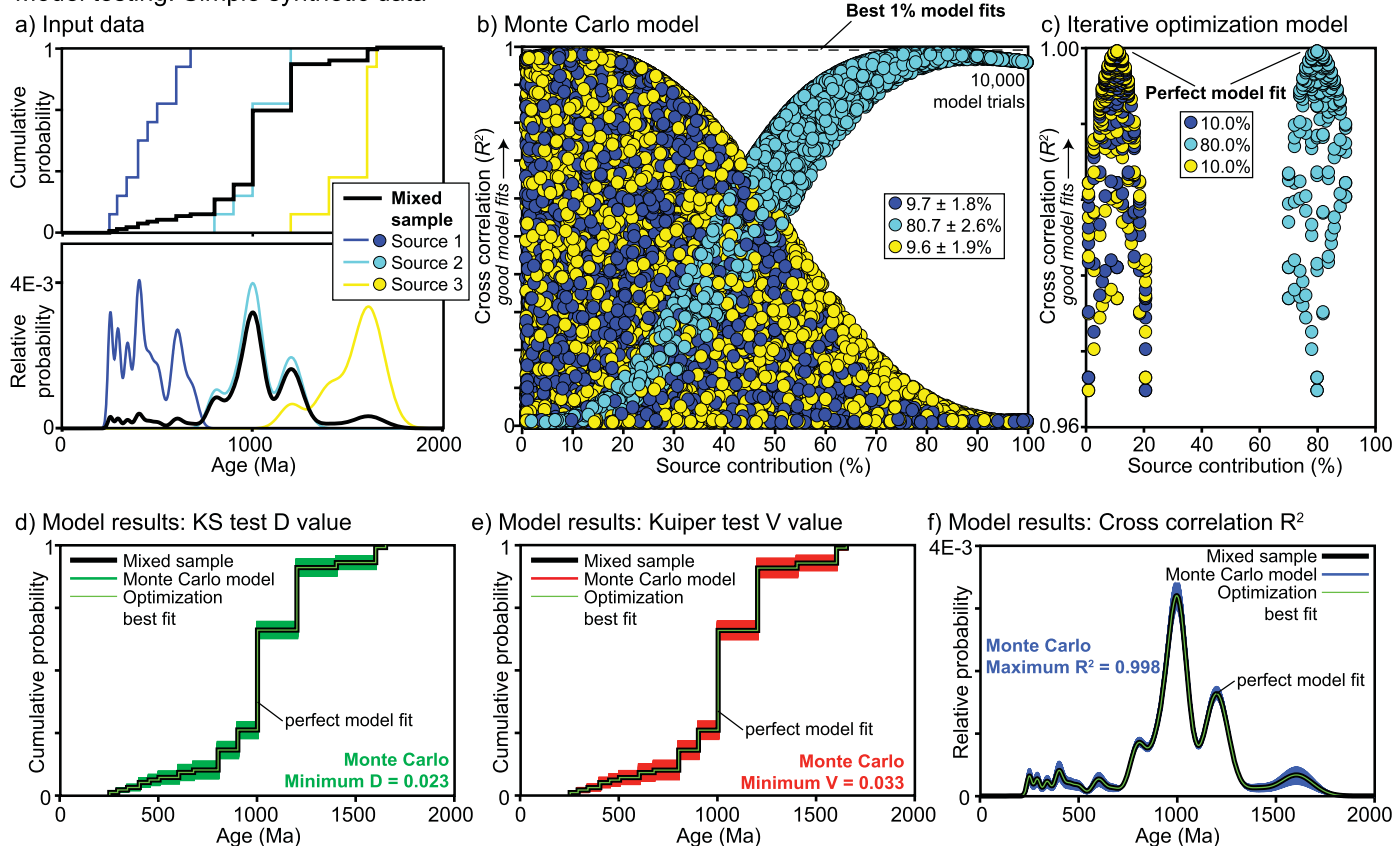 Model testing: Simple synthetic data
a) Input data
1
Cumulative
probability
0
Mixed
sample
Source 1
Source 2
Source 3
4E-3
Relative
probability
0
0
1000
2000
Age (Ma)
b) Monte Carlo model
Best 1% model fits
1
10,000
model trials
Cross correlation (R²)
good model fits
9.7 ± 1.8%
80.7 ± 2.6%
9.6 ± 1.9%
0
0 10 20 30 40 50 60 70 80 90 100
Source contribution (%)
c) Iterative optimization model
1.00
Perfect model fit
10.0%
80.0%
10.0%
Cross correlation (R²)
good model fits
0.96
0 20 40 60 80 100
Source contribution (%)
d) Model results: KS test D value
1
Mixed sample
Monte Carlo model
Optimization
best fit
Cumulative probability
perfect model fit
Monte Carlo
Minimum D = 0.023
1
0 500 1000 1500 2000
Age (Ma)
e) Model results: Kuiper test V value
1
Mixed sample
Monte Carlo model
Optimization
best fit
Cumulative probability
perfect model fit
Monte Carlo
Minimum V = 0.033
1
0 500 1000 1500 2000
Age (Ma)
f) Model results: Cross correlation R²
4E-3
Mixed sample
Monte Carlo model
Optimization
best fit
Relative probability
Monte Carlo
Maximum R² = 0.998
perfect model fit
0
0 500 1000 1500 2000
Age (Ma)